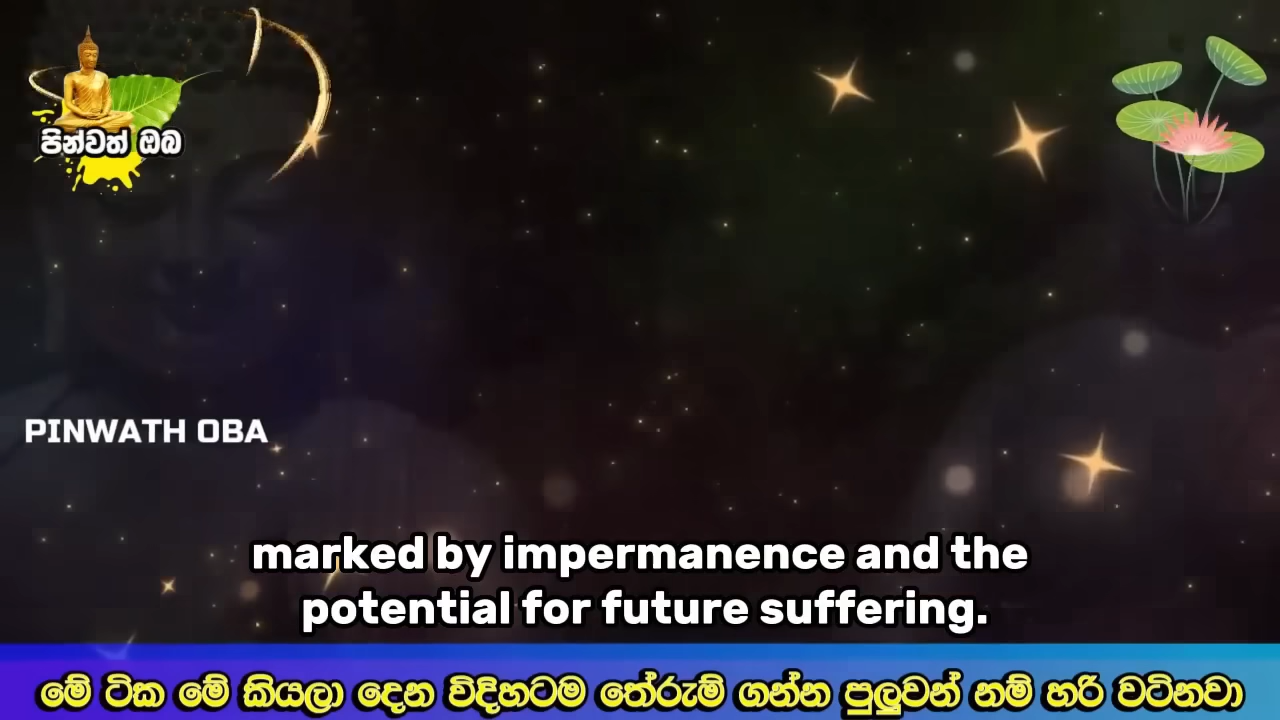 පින්වත් ඔබ
PINWATH OBA
marked by impermanence and the
potential for future suffering.
මේ ටික මේ කියලා දෙන විදිහටම තේරුම් ගන්න පුලුවන් නම් හරි වටිනවා